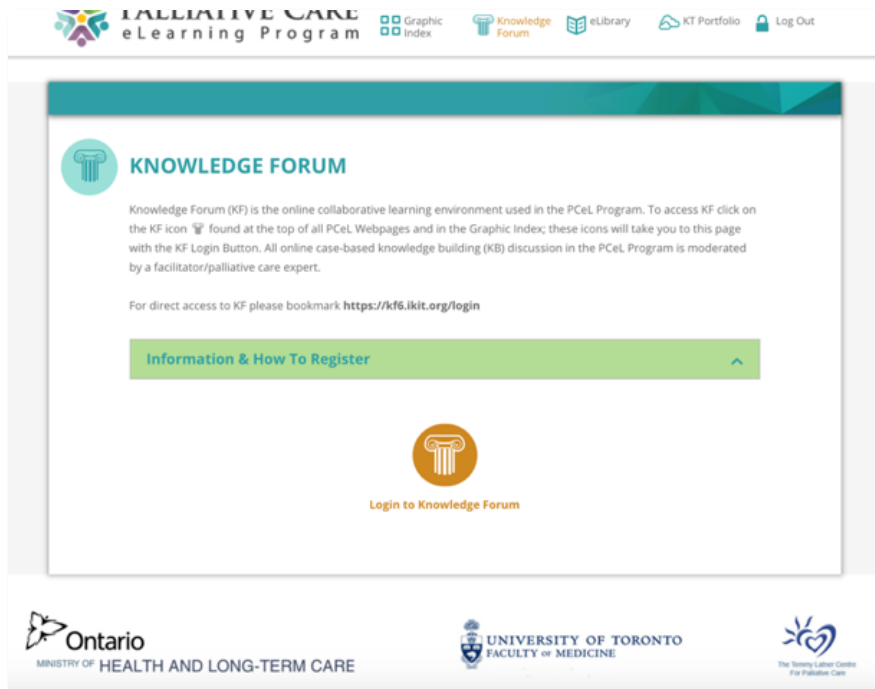 PALLIATIVE CARE
eLearning Program
Graphic
Index
Knowledge
Forum
eLibrary
KT Portfolio
Log Out
KNOWLEDGE FORUM
Knowledge Forum (KF) is the online collaborative learning environment used in the PCeL Program. To access KF click on
the KF icon found at the top of all PCeL Webpages and in the Graphic Index; these icons will take you to this page
with the KF Login Button. All online case-based knowledge building (KB) discussion in the PCeL Program is moderated
by a facilitator/palliative care expert.
For direct access to KF please bookmark https://kf6.ikit.org/login
Information & How To Register
Login to Knowledge Forum
Ontario
MINISTRY OF HEALTH AND LONG-TERM CARE
UNIVERSITY OF TORONTO
FACULTY OF MEDICINE
The Temmy Latner Centre
For Palliative Care